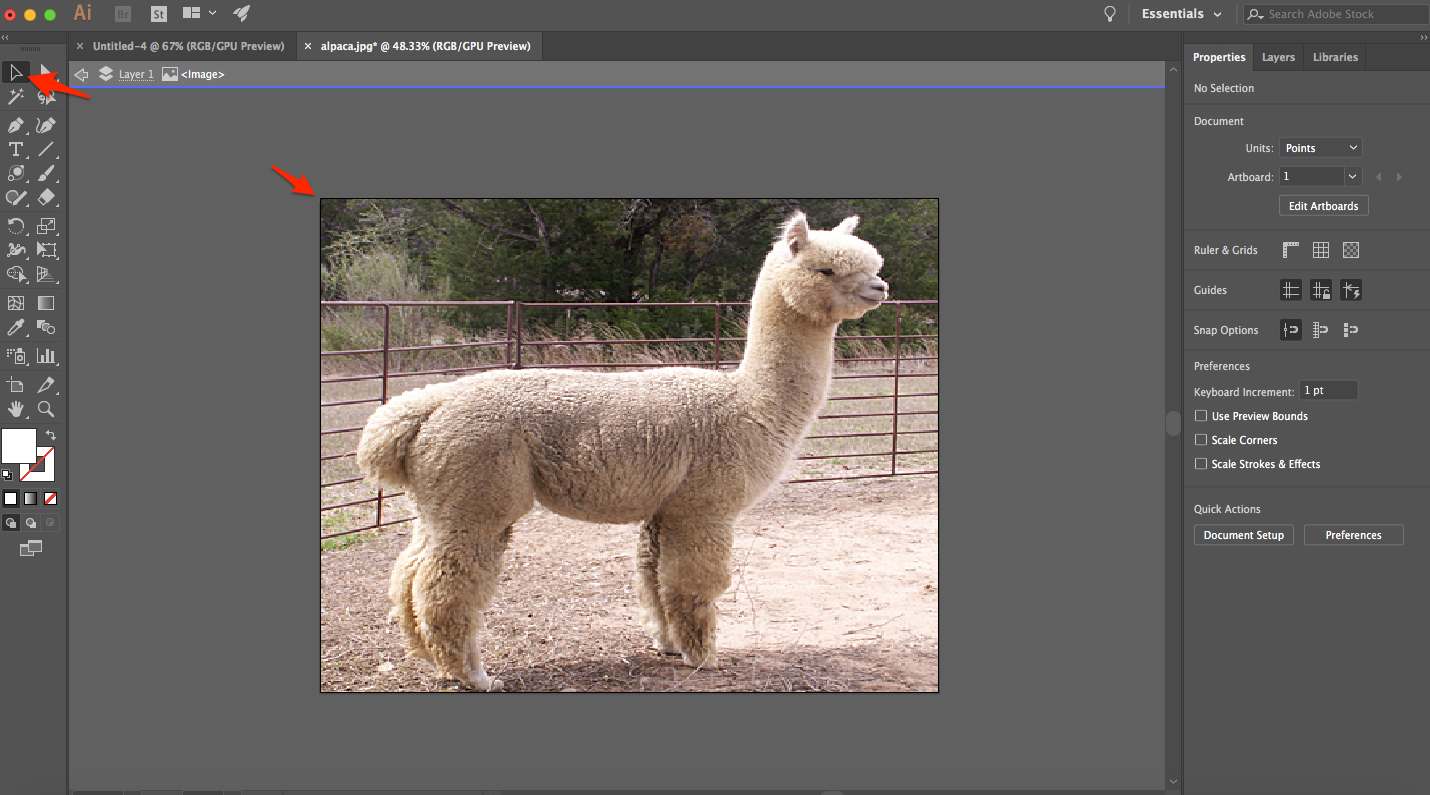 Ai Br St Essentials Search Adobe Stock
× Untitled-4 @ 67% (RGB/GPU Preview) × alpaca.jpg* @ 48.33% (RGB/GPU Preview)
Layer 1 <Image>
Properties Layers Libraries
No Selection
Document
Units: Points
Artboard: 1
Edit Artboards
Ruler & Grids
Guides
Snap Options
Preferences
Keyboard Increment: 1 pt
Use Preview Bounds
Scale Corners
Scale Strokes & Effects
Quick Actions
Document Setup Preferences